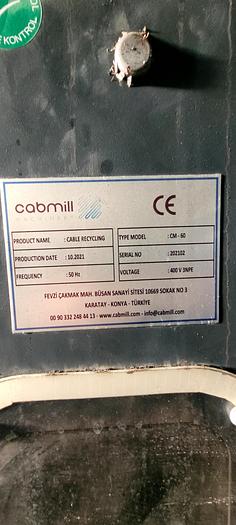 KONTROL
cabmill
MACHINERY
CE
PRODUCT NAME : CABLE RECYCLING
TYPE MODEL : CM - 60
PRODUCTION DATE : 10.2021
SERIAL NO : 202102
FREQUENCY : 50 Hz
VOLTAGE : 400 V 3NPE
FEVZİ ÇAKMAK MAH. BÜSAN SANAYİ SİTESİ 10669 SOKAK NO 3
KARATAY - KONYA - TÜRKİYE
00 90 332 248 44 13 - www.cabmill.com - info@cabmill.com